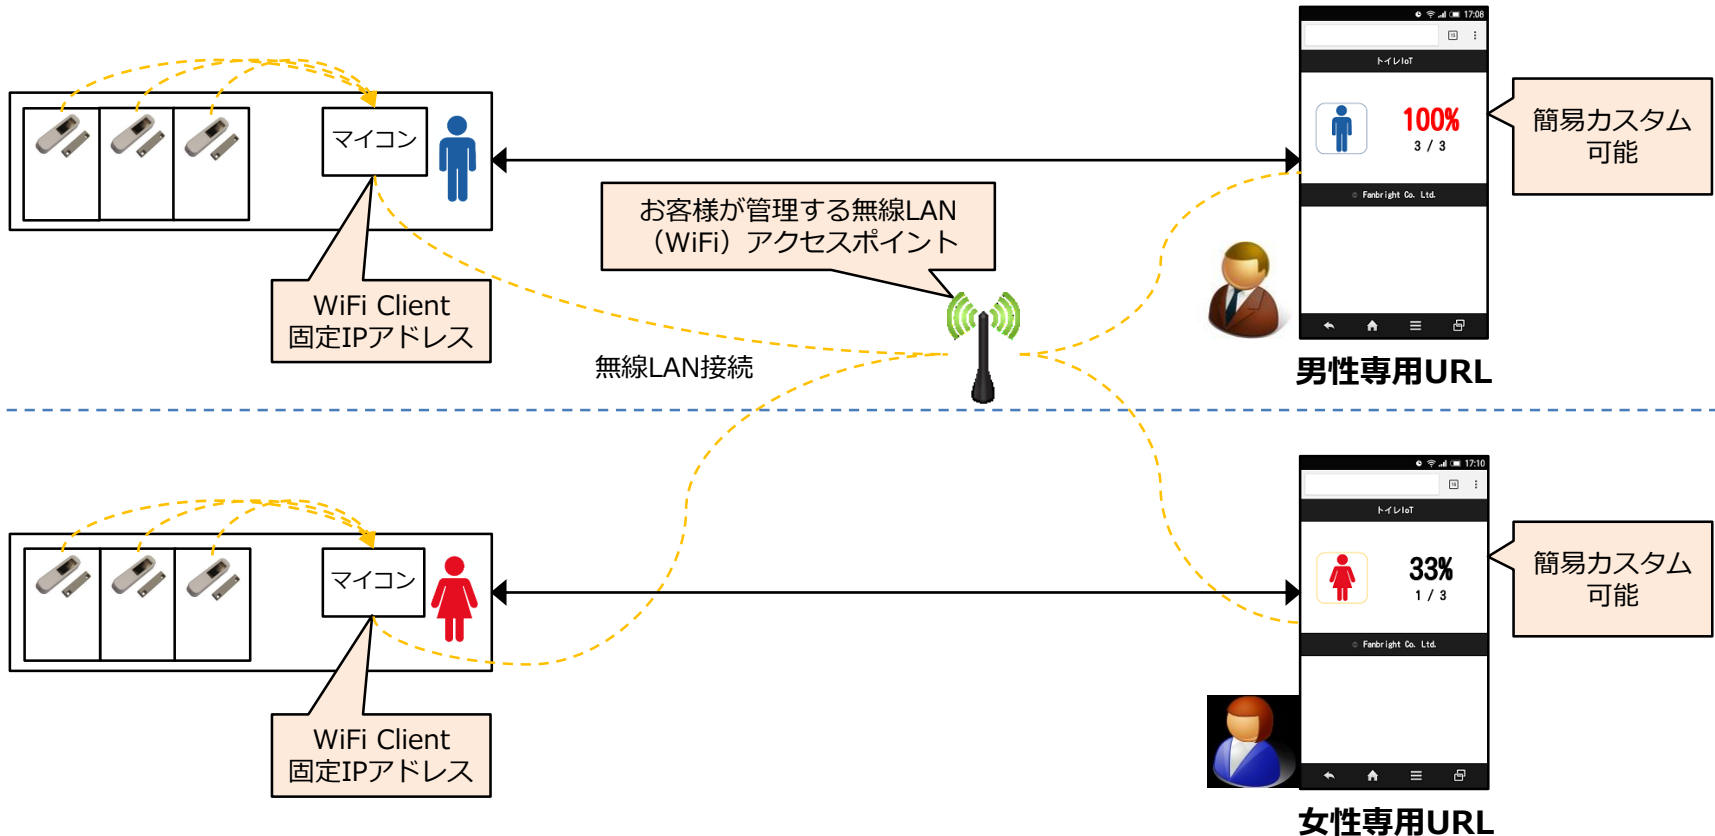 17:08
トイレIoT
100%
3 / 3
© Fanbright Co. Ltd.
簡易カスタム
可能
マイコン
お客様が管理する無線LAN
（WiFi）アクセスポイント
WiFi Client
固定IPアドレス
無線LAN接続
男性専用URL
17:10
トイレIoT
33%
1 / 3
© Fanbright Co. Ltd.
簡易カスタム
可能
マイコン
WiFi Client
固定IPアドレス
女性専用URL